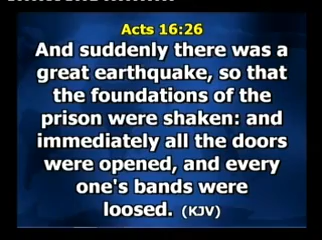 Acts 16:26
And suddenly there was a
great earthquake, so that
the foundations of the
prison were shaken: and
immediately all the doors
were opened, and every
one's bands were
loosed. (KJV)